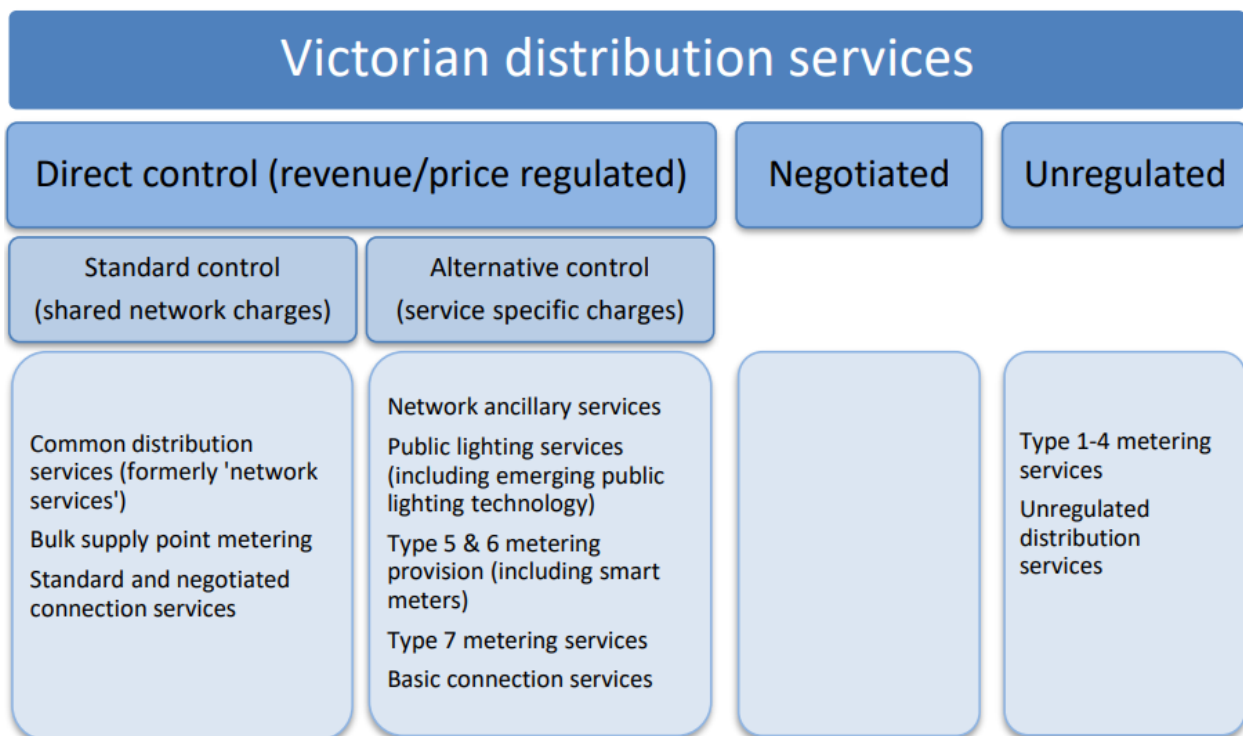 Victorian distribution services
Direct control (revenue/price regulated)
Negotiated
Unregulated
Standard control
(shared network charges)
Alternative control
(service specific charges)
Common distribution
services (formerly 'network
services')
Bulk supply point metering
Standard and negotiated
connection services
Network ancillary services
Public lighting services
(including emerging public
lighting technology)
Type 5 & 6 metering
provision (including smart
meters)
Type 7 metering services
Basic connection services
Type 1-4 metering
services
Unregulated
distribution
services